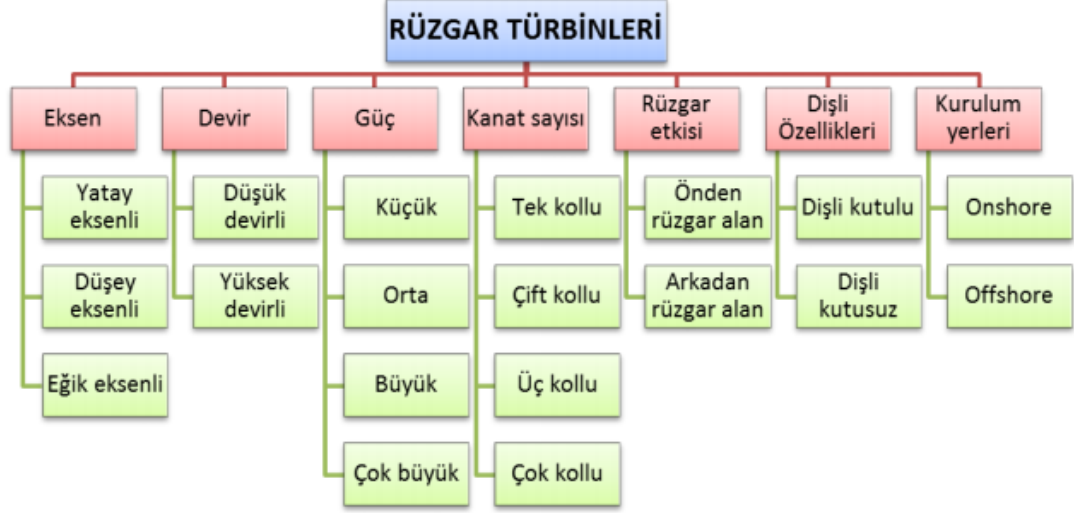 RÜZGAR TÜRBİNLERİ
Eksen
Yatay
eksenli
Düşey
eksenli
Eğik eksenli
Devir
Düşük
devirli
Yüksek
devirli
Güç
Küçük
Orta
Büyük
Çok büyük
Kanat sayısı
Tek kollu
Çift kollu
Üç kollu
Çok kollu
Rüzgar
etkisi
Önden
rüzgar alan
Arkadan
rüzgar alan
Dişli
Özellikleri
Dişli kutulu
Dişli
kutusuz
Kurulum
yerleri
Onshore
Offshore